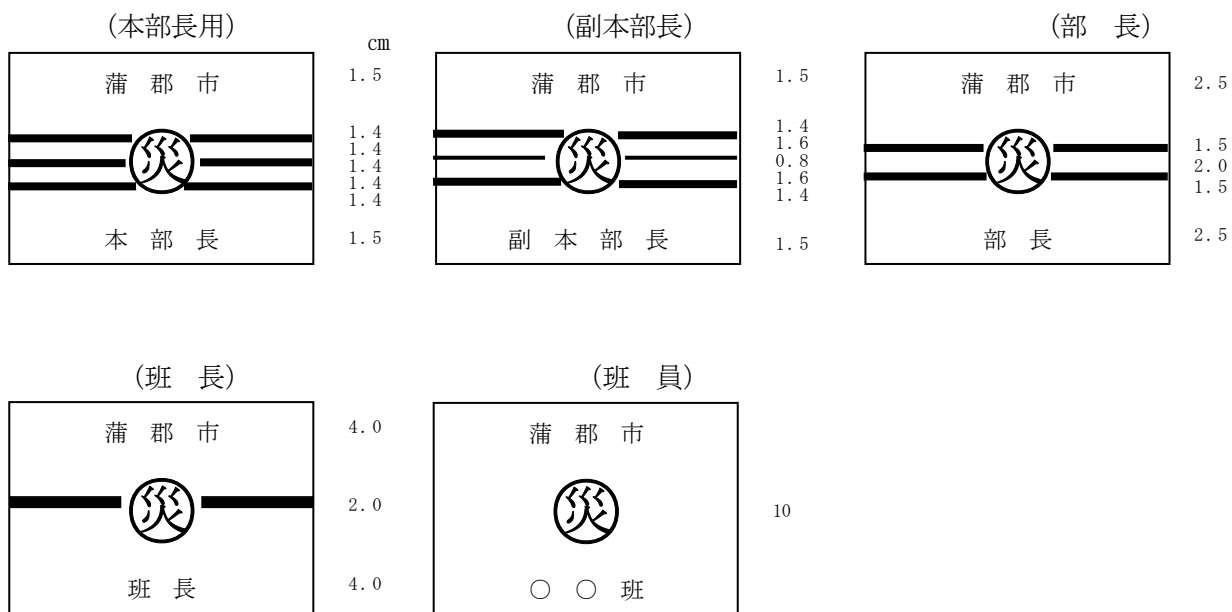 (本部長用)
cm
蒲 郡 市
災
本 部 長
1.5
1.4
1.4
1.4
1.4
1.4
1.5
(副本部長)
蒲 郡 市
災
副 本 部 長
1.5
1.4
1.6
0.8
1.6
1.4
1.5
(部 長)
蒲 郡 市
災
部 長
2.5
1.5
2.0
1.5
2.5
(班 長)
蒲 郡 市
災
班 長
4.0
2.0
4.0
(班 員)
蒲 郡 市
災
○ ○ 班
10